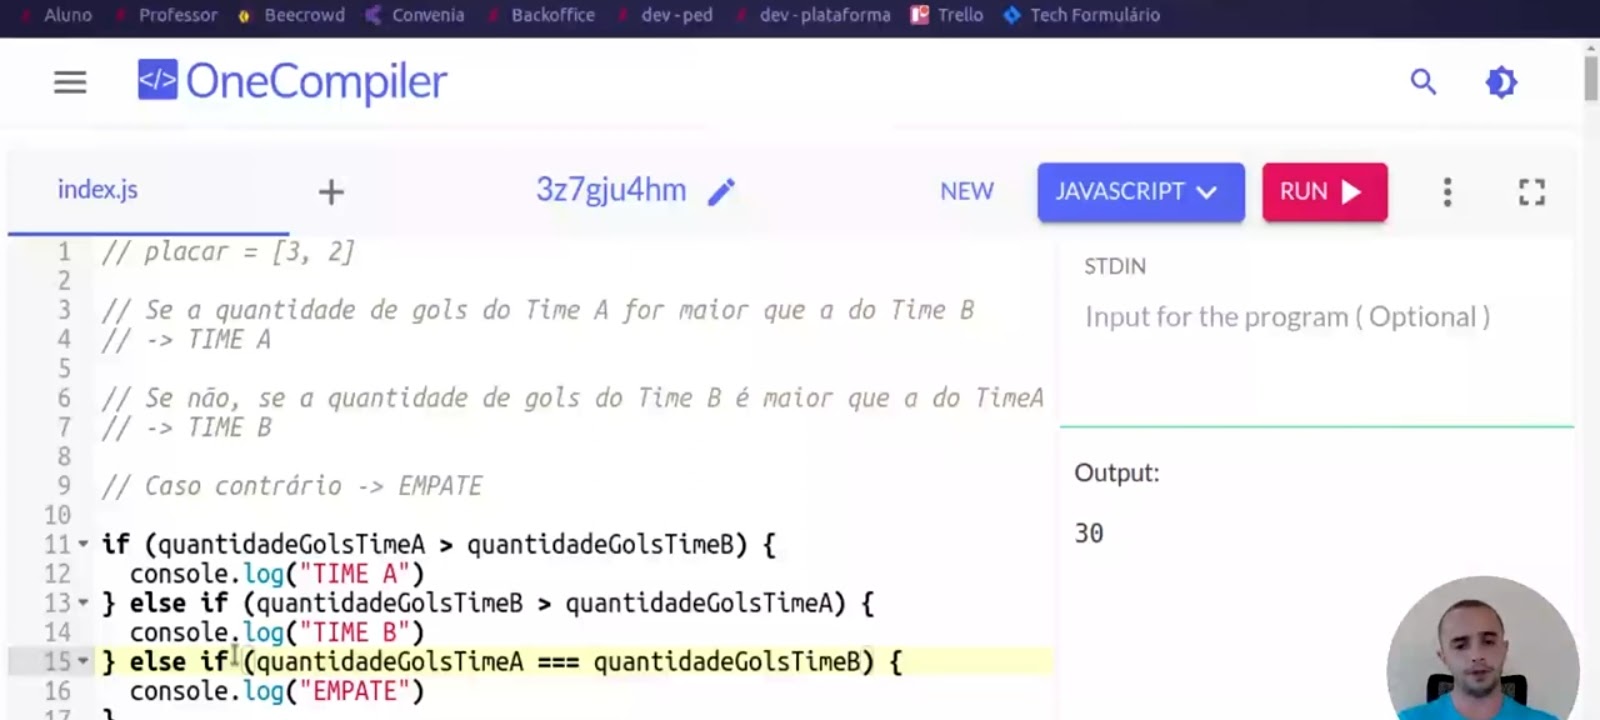 Aluno Professor Beecrowd Convenia Backoffice dev-ped dev-plataforma Trello Tech Formulário
</> OneCompiler
index.js + 3z7gju4hm NEW JAVASCRIPT RUN
1 // placar = [3, 2]
2
3 // Se a quantidade de gols do Time A for maior que a do Time B
4 // -> TIME A
5
6 // Se não, se a quantidade de gols do Time B é maior que a do TimeA
7 // -> TIME B
8
9 // Caso contrário -> EMPATE
10
11 if (quantidadeGolsTimeA > quantidadeGolsTimeB) {
12 console.log("TIME A")
13 } else if (quantidadeGolsTimeB > quantidadeGolsTimeA) {
14 console.log("TIME B")
15 } else if (quantidadeGolsTimeA === quantidadeGolsTimeB) {
16 console.log("EMPATE")
17 }
STDIN
Input for the program ( Optional )
Output:
30